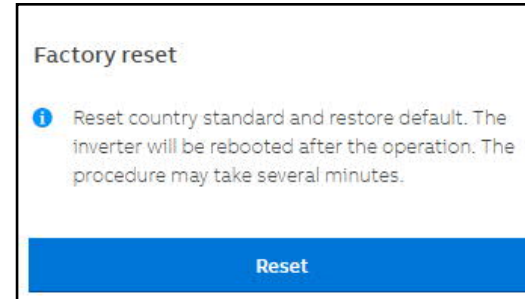 Factory reset
Reset country standard and restore default. The
inverter will be rebooted after the operation. The
procedure may take several minutes.
Reset